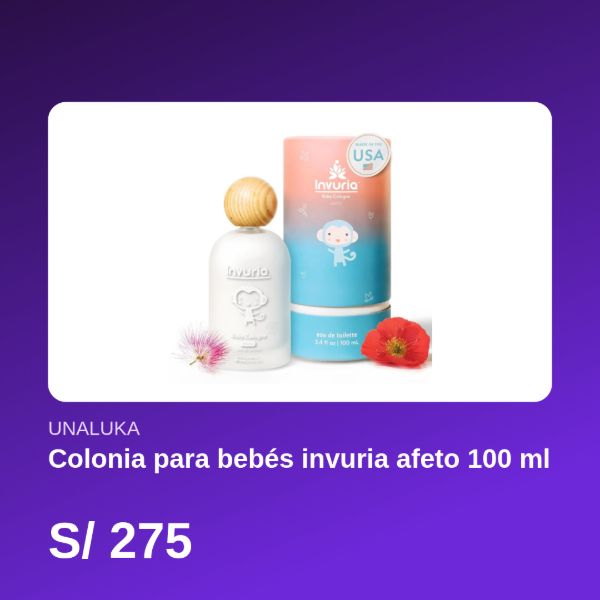 MADE IN THE
USA
invuria
Baby Cologne
invuria
eau de toilette
3.4 fl oz | 100 mL
UNALUKA
Colonia para bebés invuria afeto 100 ml
S/ 275